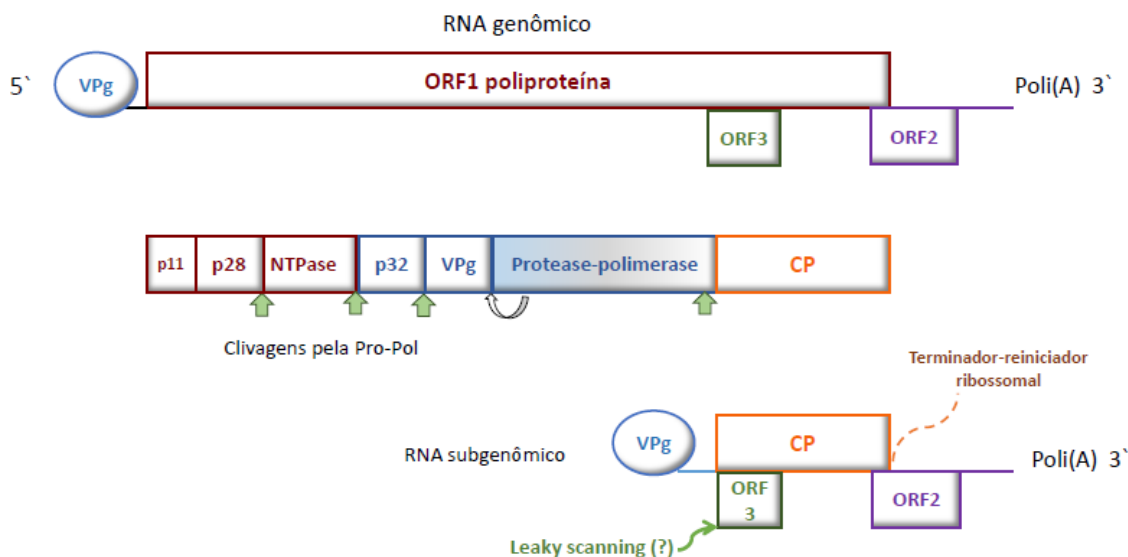 RNA genômico
5` VPg ORF1 poliproteína Poli(A) 3`
ORF3 ORF2
p11 p28 NTPase p32 VPg Protease-polimerase CP
Clivagens pela Pro-Pol
Terminador-reiniciador
ribossomal
RNA subgenômico VPg CP Poli(A) 3`
ORF
3
ORF2
Leaky scanning (?)